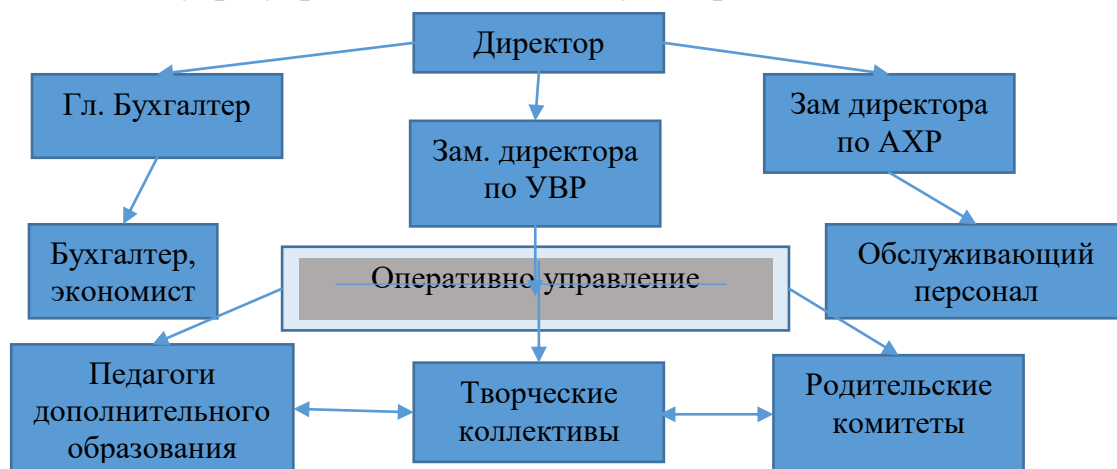 Директор
Гл. Бухгалтер
Зам. директора
по УВР
Зам директора
по АХР
Бухгалтер,
экономист
Оперативно управление
Обслуживающий
персонал
Педагоги
дополнительного
образования
Творческие
коллективы
Родительские
комитеты